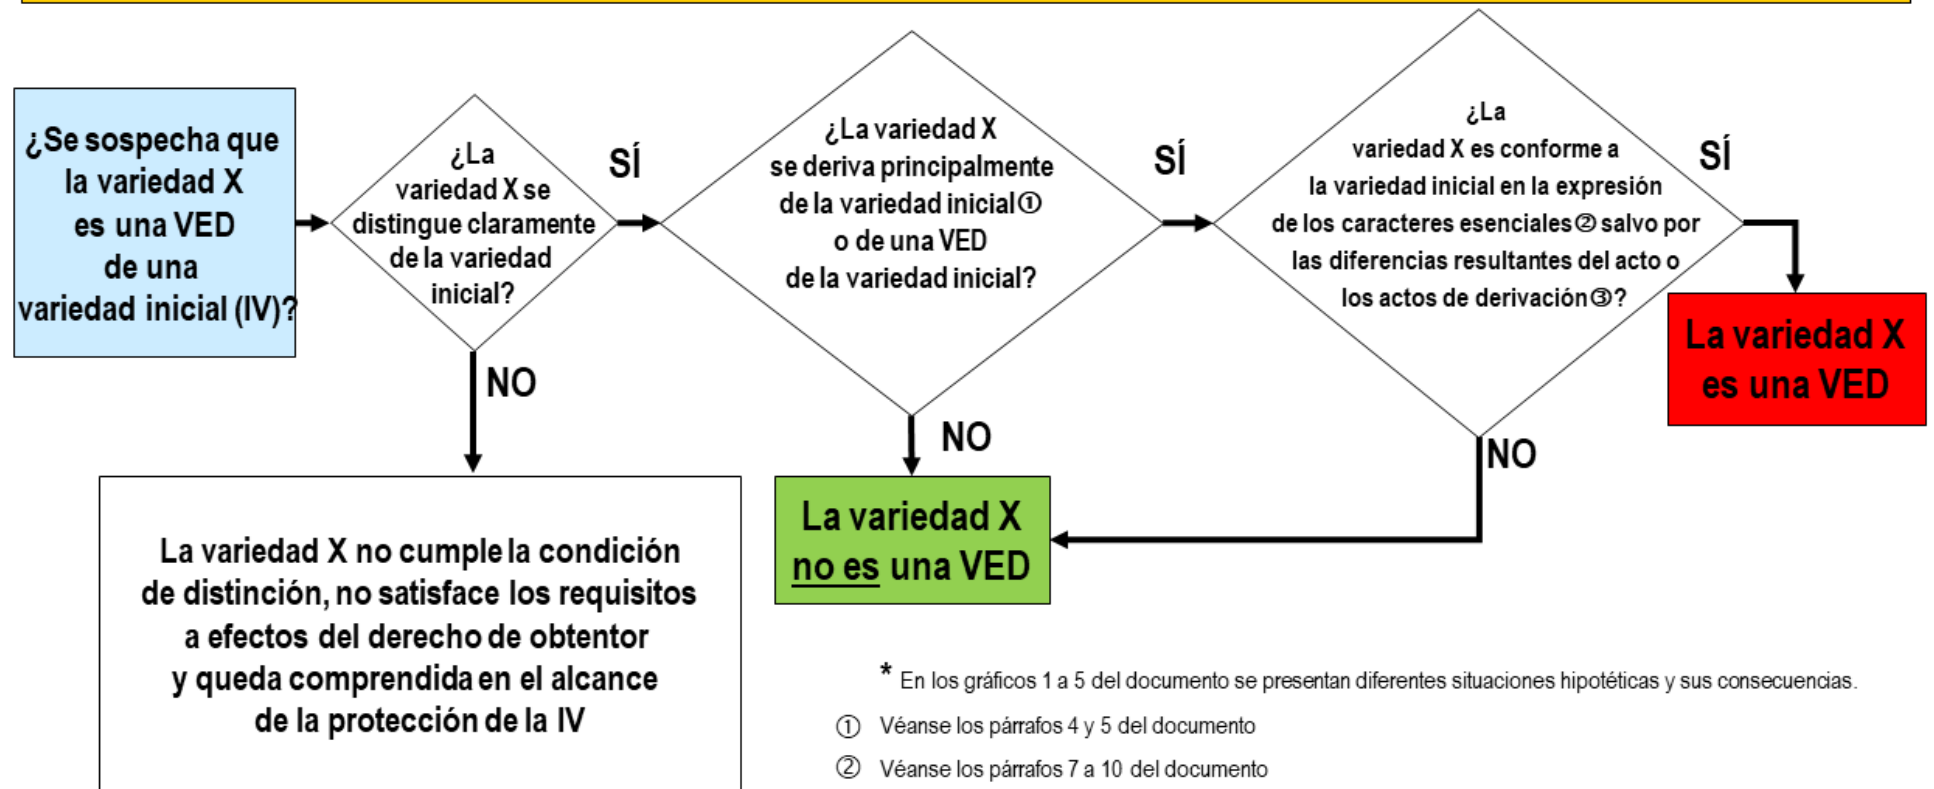 ¿Se sospecha que
la variedad X
es una VED
de una
variedad inicial (IV)?
¿La
variedad X se
distingue claramente
de la variedad
inicial?
SÍ
NO
¿La variedad X
se deriva principalmente
de la variedad inicial①
o de una VED
de la variedad inicial?
SÍ
NO
¿La
variedad X es conforme a
la variedad inicial en la expresión
de los caracteres esenciales② salvo por
las diferencias resultantes del acto o
los actos de derivación③?
SÍ
NO
La variedad X
es una VED
La variedad X no cumple la condición
de distinción, no satisface los requisitos
a efectos del derecho de obtentor
y queda comprendida en el alcance
de la protección de la IV
La variedad X
no es una VED
* En los gráficos 1 a 5 del documento se presentan diferentes situaciones hipotéticas y sus consecuencias.
① Véanse los párrafos 4 y 5 del documento
② Véanse los párrafos 7 a 10 del documento